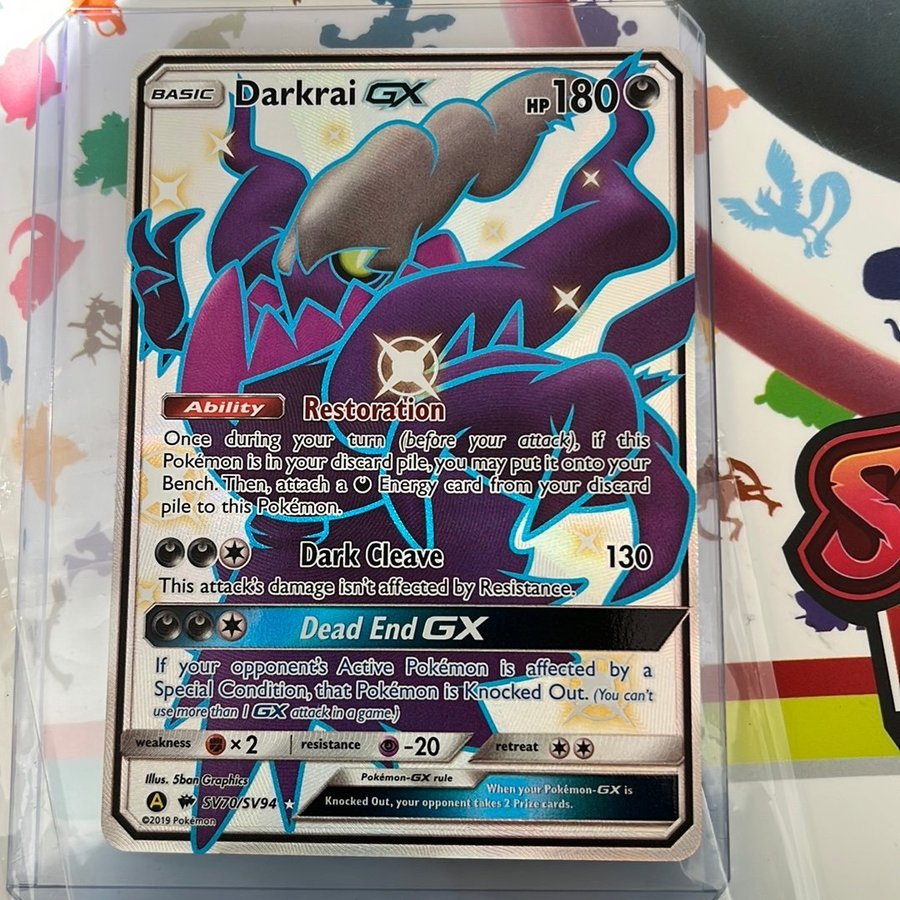 BASIC Darkrai GX HP 180
Ability Restoration
Once during your turn (before your attack), if this
Pokémon is in your discard pile, you may put it onto your
Bench. Then, attach a Energy card from your discard
pile to this Pokémon.
Dark Cleave 130
This attack's damage isn't affected by Resistance.
Dead End GX
If your opponent's Active Pokémon is affected by a
Special Condition, that Pokémon is Knocked Out. (You can't
use more than 1 GX attack in a game.)
weakness ×2 resistance -20 retreat
Illus. 5ban Graphics
Pokémon-GX rule
When your Pokémon-GX is
Knocked Out, your opponent takes 2 Prize cards.
A SV70/SV94
©2019 Pokémon